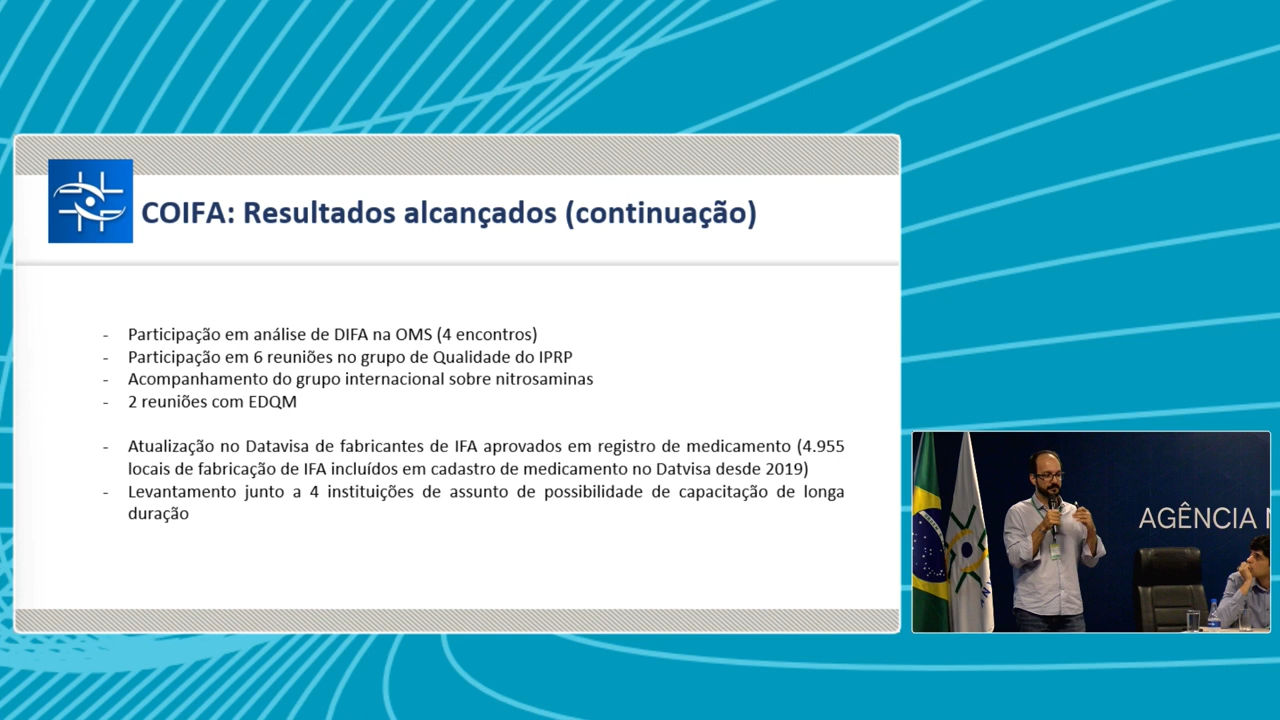 COIFA: Resultados alcançados (continuação)
- Participação em análise de DIFA na OMS (4 encontros)
- Participação em 6 reuniões no grupo de Qualidade do IPRP
- Acompanhamento do grupo internacional sobre nitrosaminas
- 2 reuniões com EDQM
- Atualização no Datavisa de fabricantes de IFA aprovados em registro de medicamento (4.955
locais de fabricação de IFA incluídos em cadastro de medicamento no Datvisa desde 2019)
- Levantamento junto a 4 instituições de assunto de possibilidade de capacitação de longa
duração
AGÊNCIA